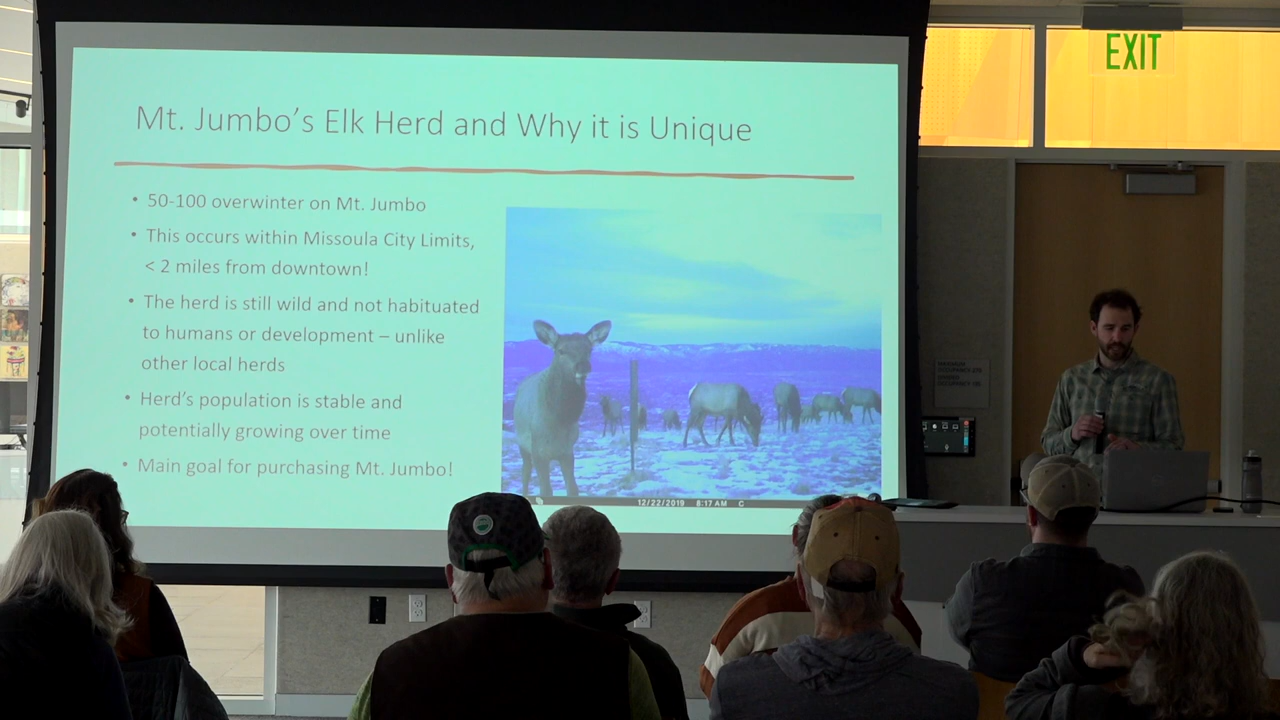 EXIT
Mt. Jumbo's Elk Herd and Why it is Unique
• 50-100 overwinter on Mt. Jumbo
• This occurs within Missoula City Limits,
< 2 miles from downtown!
• The herd is still wild and not habituated
to humans or development – unlike
other local herds
• Herd's population is stable and
potentially growing over time
• Main goal for purchasing Mt. Jumbo!
12/22/2019 8:17 AM C